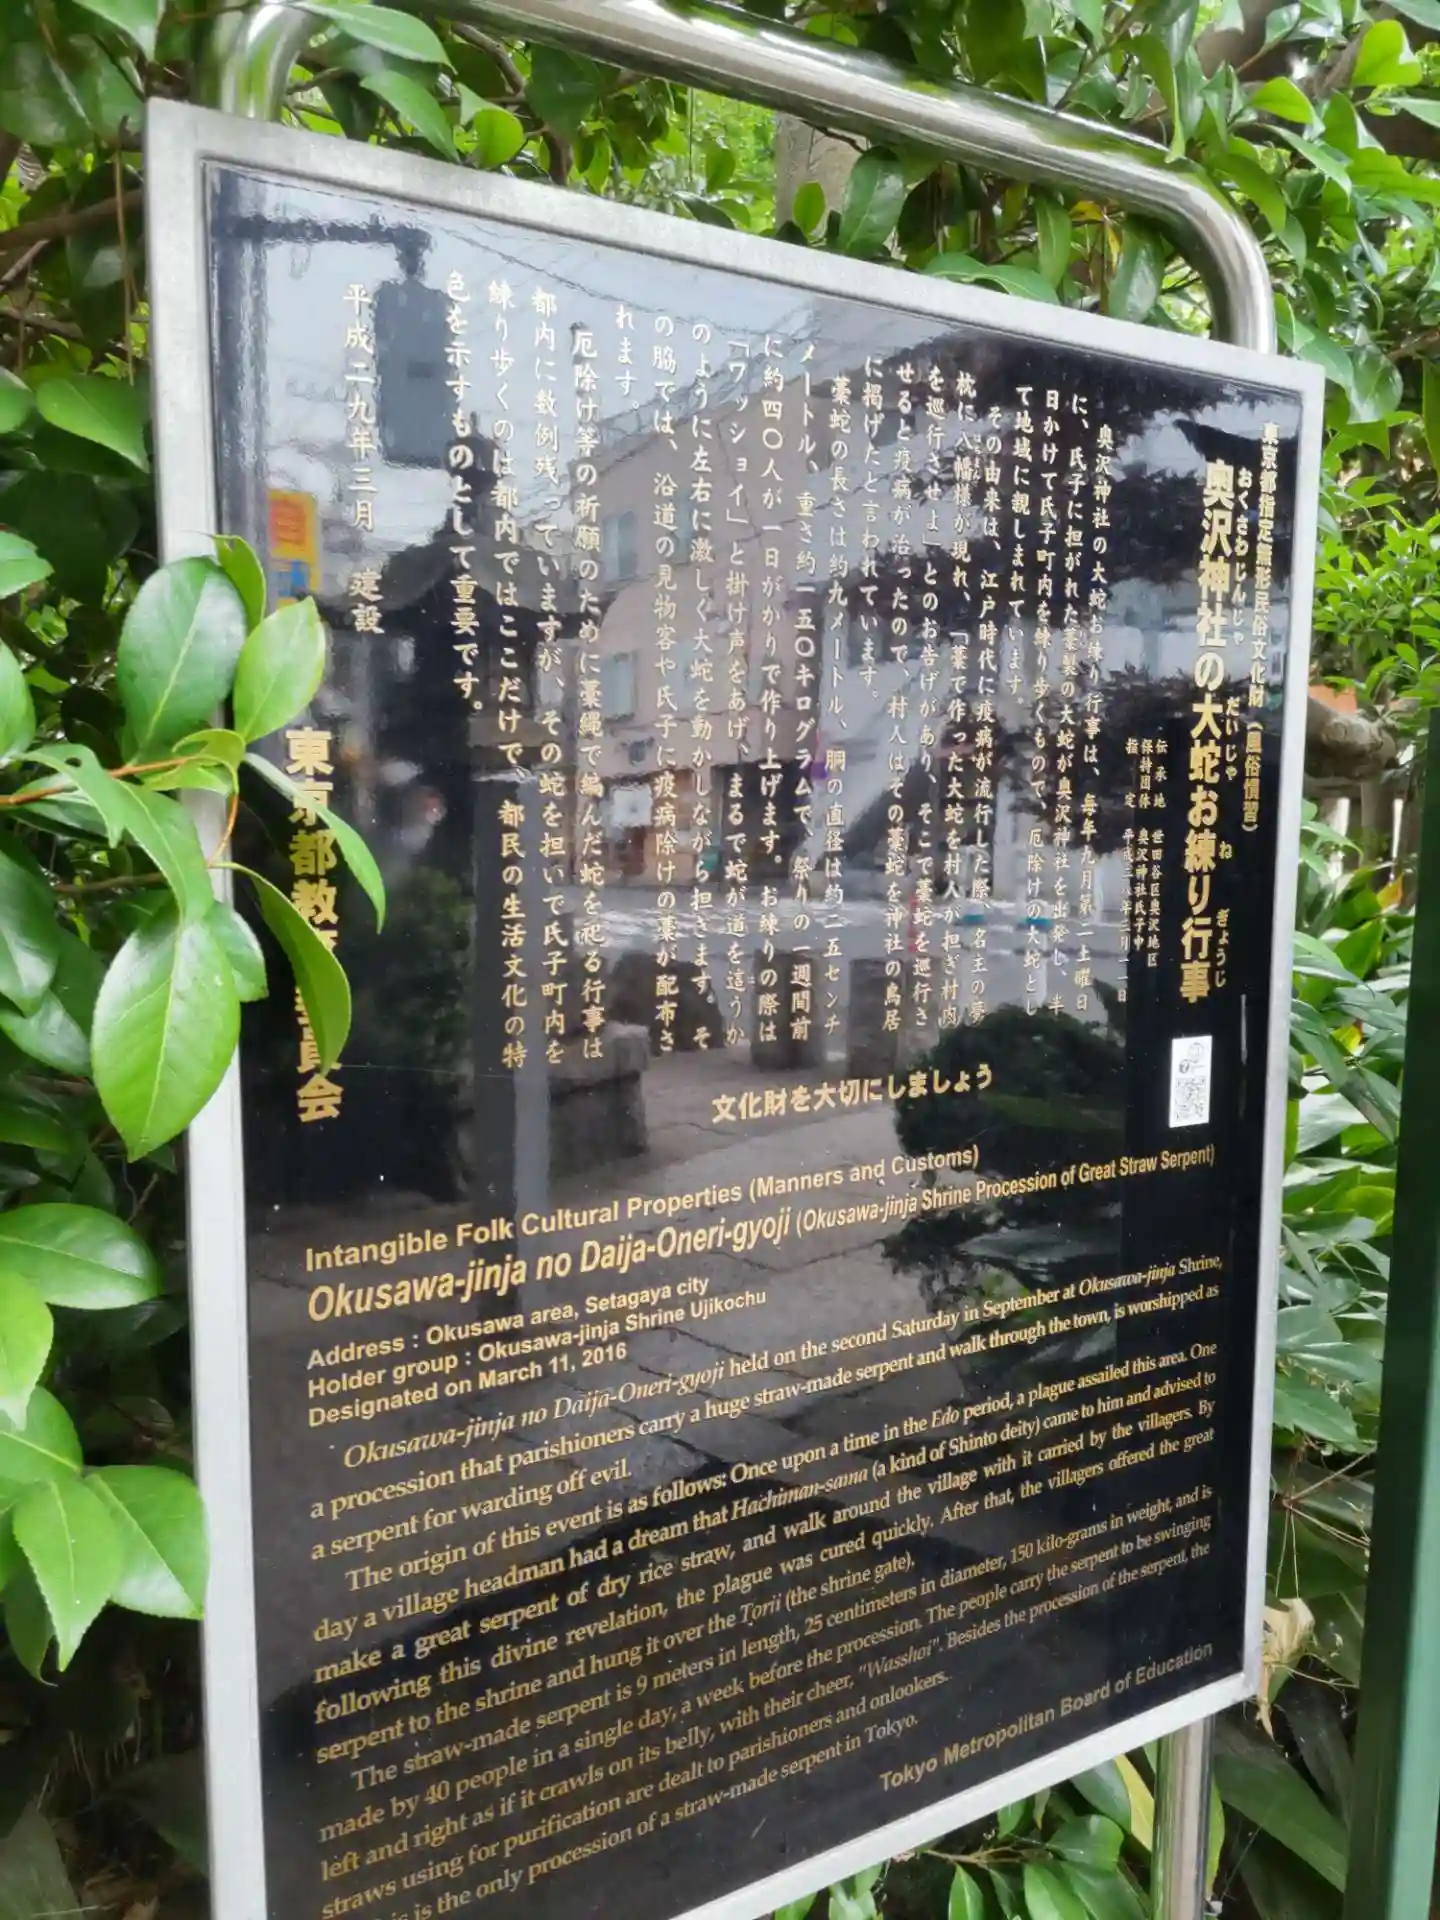 東京都指定無形民俗文化財(風俗慣習)
おくさわじんじゃ だいじゃ ね ぎょうじ
奥沢神社の大蛇お練り行事
伝承地 世田谷区奥沢地区
保持団体 奥沢神社氏子中
指定 平成二八年三月一一日
奥沢神社の大蛇お練り行事は、毎年九月第二土曜日
に、氏子に担がれた藁製の大蛇が奥沢神社を出発し、半
日かけて氏子町内を練り歩くもので、厄除けの大蛇とし
て地域に親しまれています。
その由来は、江戸時代に疫病が流行した際、名主の夢
枕に八幡様が現れ、「藁で作った大蛇を村人が担ぎ村内
を巡行させよ」とのお告げがあり、そこで藁蛇を巡行さ
せると疫病が治ったので、村人はその藁蛇を神社の鳥居
に掲げたと言われています。
藁蛇の長さは約九メートル、胴の直径は約二五センチ
メートル、重さ約一五〇キログラムで、祭りの一週間前
に約四〇人が一日がかりで作り上げます。お練りの際は
「ワッショイ」と掛け声をあげ、まるで蛇が道を這うか
のように左右に激しく大蛇を動かしながら担ぎます。そ
の脇では、沿道の見物客や氏子に疫病除けの藁が配布さ
れます。
厄除け等の祈願のために藁縄で編んだ蛇を祀る行事は
都内に数例残っていますが、その蛇を担いで氏子町内を
練り歩くのは都内ではここだけで、都民の生活文化の特
色を示すものとして重要です。
平成二九年三月 建設
東京都教 員会
文化財を大切にしましょう
Intangible Folk Cultural Properties (Manners and Customs)
Okusawa-jinja no Daija-Oneri-gyoji (Okusawa-jinja Shrine Procession of Great Straw Serpent)
Address : Okusawa area, Setagaya city
Holder group : Okusawa-jinja Shrine Ujikochu
Designated on March 11, 2016
Okusawa-jinja no Daija-Oneri-gyoji held on the second Saturday in September at Okusawa-jinja Shrine,
a procession that parishioners carry a huge straw-made serpent and walk through the town, is worshipped as
a serpent for warding off evil.
The origin of this event is as follows: Once upon a time in the Edo period, a plague assailed this area. One
day a village headman had a dream that Hachiman-sama (a kind of Shinto deity) came to him and advised to
make a great serpent of dry rice straw, and walk around the village with it carried by the villagers. By
following this divine revelation, the plague was cured quickly. After that, the villagers offered the great
serpent to the shrine and hung it over the Torii (the shrine gate).
The straw-made serpent is 9 meters in length, 25 centimeters in diameter, 150 kilo-grams in weight, and is
made by 40 people in a single day, a week before the procession. The people carry the serpent to be swinging
left and right as if it crawls on its belly, with their cheer, "Wasshoi". Besides the procession of the serpent, the
straws using for purification are dealt to parishioners and onlookers.
is the only procession of a straw-made serpent in Tokyo.
Tokyo Metropolitan Board of Education